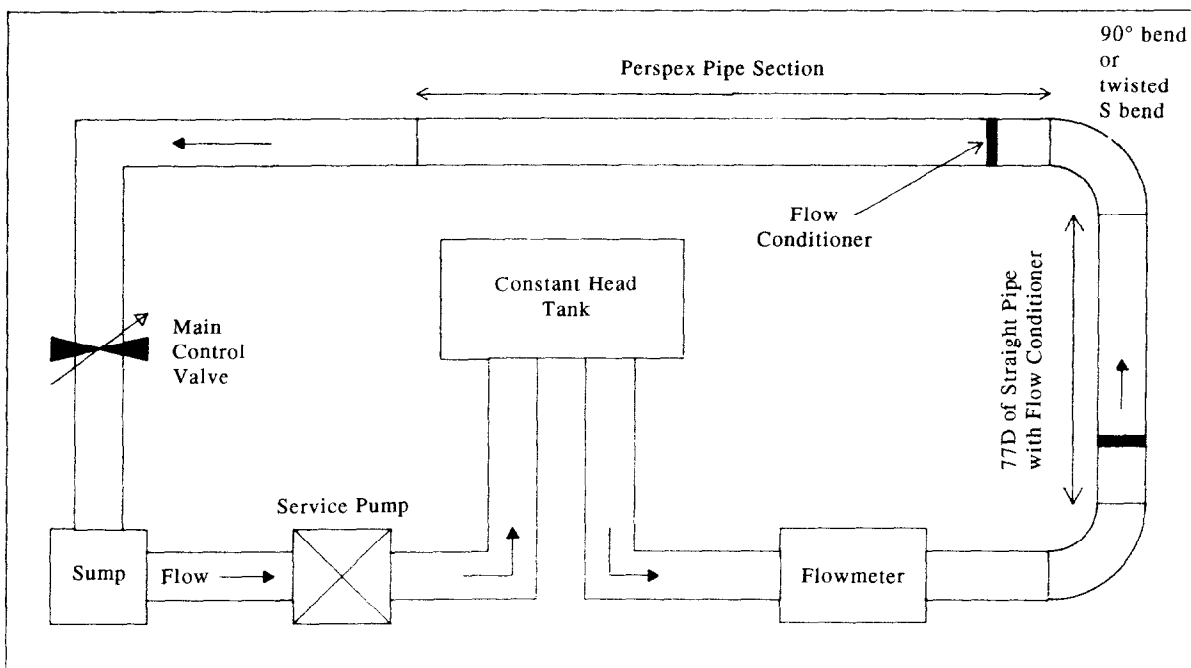 90° bend
or
twisted
S bend
Perspex Pipe Section
Flow
Conditioner
Constant Head
Tank
77D of Straight Pipe
with Flow Conditioner
Main
Control
Valve
Service Pump
Sump
Flow
Flowmeter